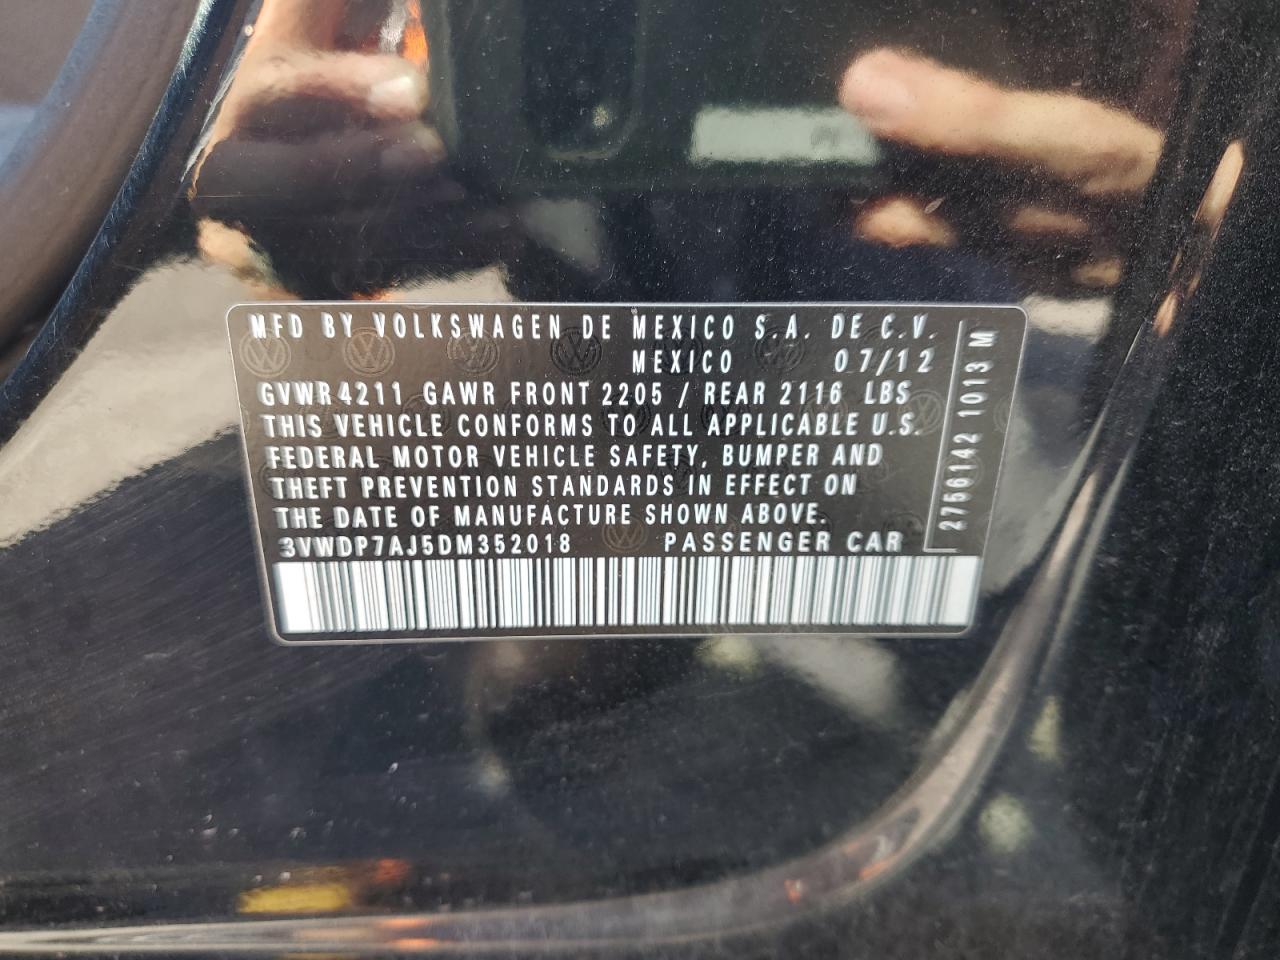 MFD BY VOLKSWAGEN DE MEXICO S.A. DE C.V.
MEXICO 07/12
GVWR 4211 GAWR FRONT 2205 / REAR 2116 LBS
THIS VEHICLE CONFORMS TO ALL APPLICABLE U.S.
FEDERAL MOTOR VEHICLE SAFETY, BUMPER AND
THEFT PREVENTION STANDARDS IN EFFECT ON
THE DATE OF MANUFACTURE SHOWN ABOVE.
3VWDP7AJ5DM352018 PASSENGER CAR
2756142 1013 M